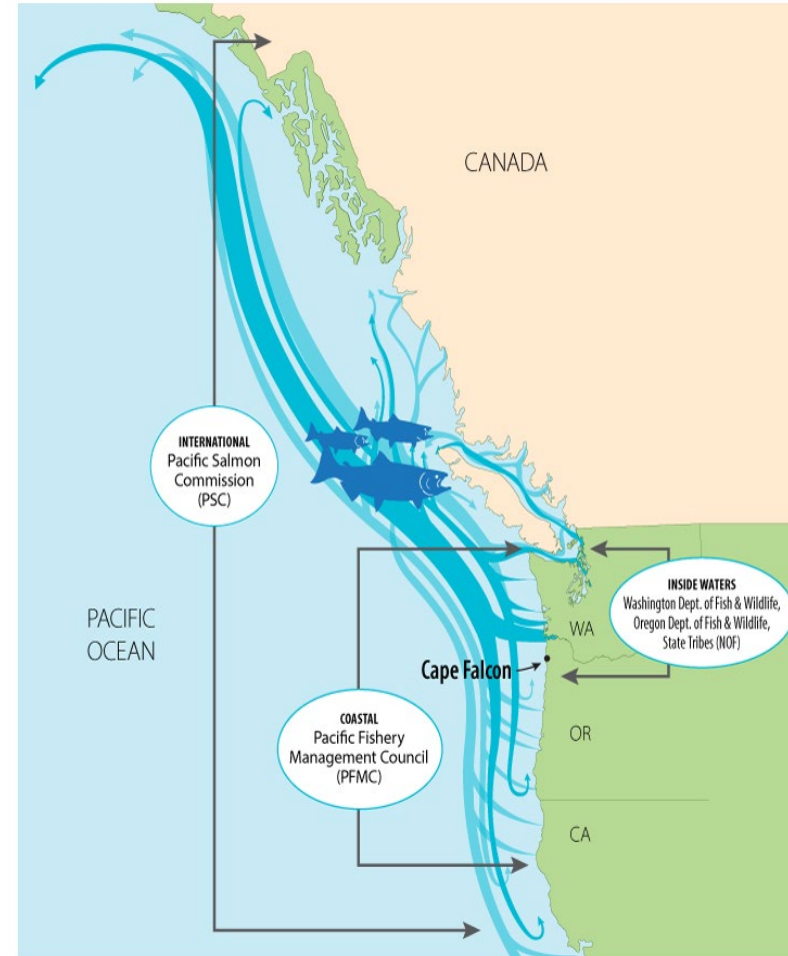 CANADA
INTERNATIONAL
Pacific Salmon
Commission
(PSC)
PACIFIC
OCEAN
INSIDE WATERS
Washington Dept. of Fish & Wildlife,
Oregon Dept. of Fish & Wildlife,
State Tribes (NOF)
WA
Cape Falcon
COASTAL
Pacific Fishery
Management Council
(PFMC)
OR
CA